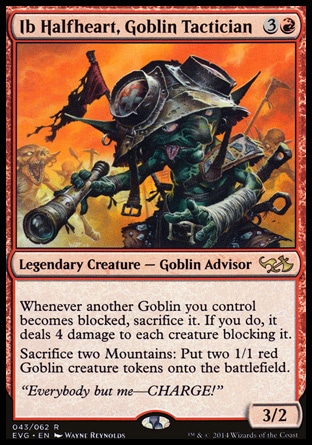 Ib Halfheart, Goblin Tactician 3
Legendary Creature — Goblin Advisor
Whenever another Goblin you control
becomes blocked, sacrifice it. If you do, it
deals 4 damage to each creature blocking it.
Sacrifice two Mountains: Put two 1/1 red
Goblin creature tokens onto the battlefield.
“Everybody but me—CHARGE!”
3/2
043/062 R
EVG • EN Wayne Reynolds
™ & © 2014 Wizards of the Coast